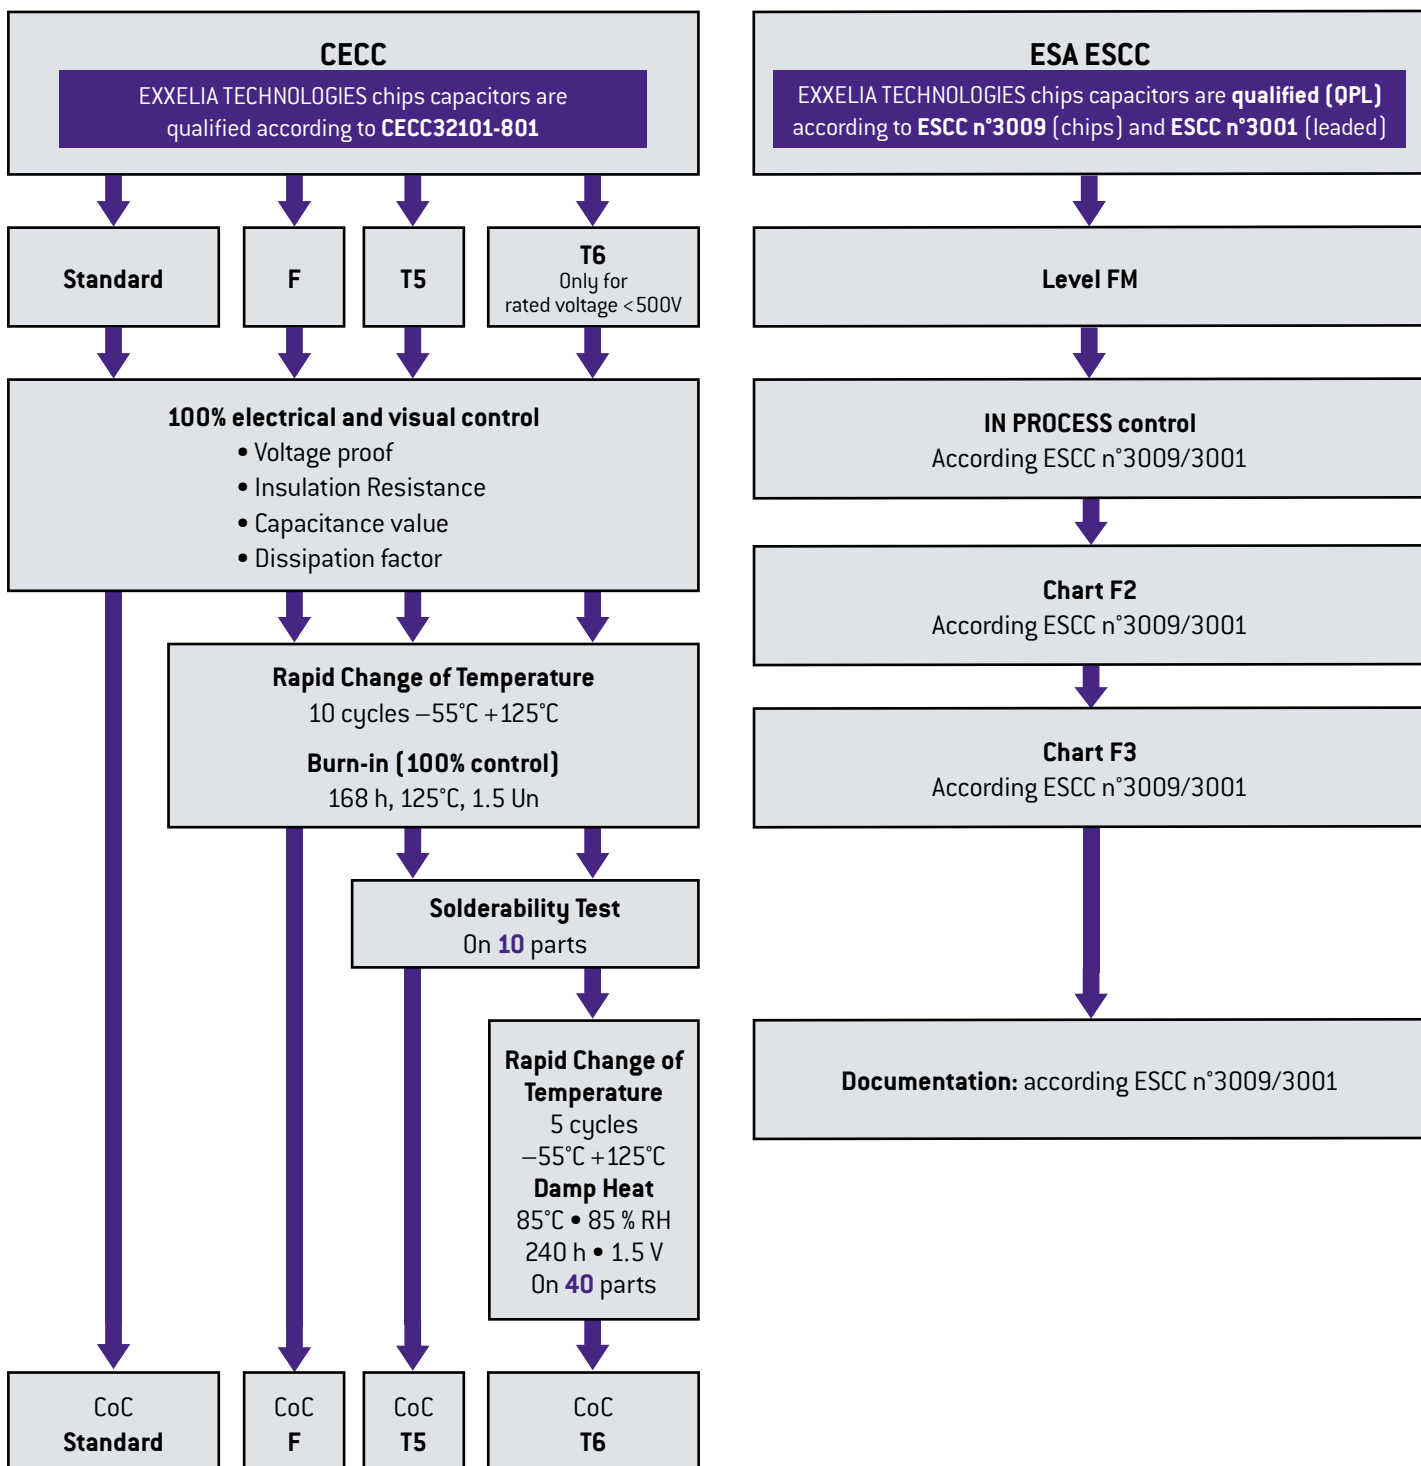 CECC
EXXELIA TECHNOLOGIES chips capacitors are
qualified according to CECC32101-801
Standard
F
T5
T6
Only for
rated voltage <500V
100% electrical and visual control
• Voltage proof
• Insulation Resistance
• Capacitance value
• Dissipation factor
Rapid Change of Temperature
10 cycles –55°C +125°C
Burn-in (100% control)
168 h, 125°C, 1.5 Un
Solderability Test
On 10 parts
Rapid Change of
Temperature
5 cycles
–55°C +125°C
Damp Heat
85°C • 85 % RH
240 h • 1.5 V
On 40 parts
CoC
Standard
CoC
F
CoC
T5
CoC
T6
ESA ESCC
EXXELIA TECHNOLOGIES chips capacitors are qualified (QPL)
according to ESCC n°3009 (chips) and ESCC n°3001 (leaded)
Level FM
IN PROCESS control
According ESCC n°3009/3001
Chart F2
According ESCC n°3009/3001
Chart F3
According ESCC n°3009/3001
Documentation: according ESCC n°3009/3001